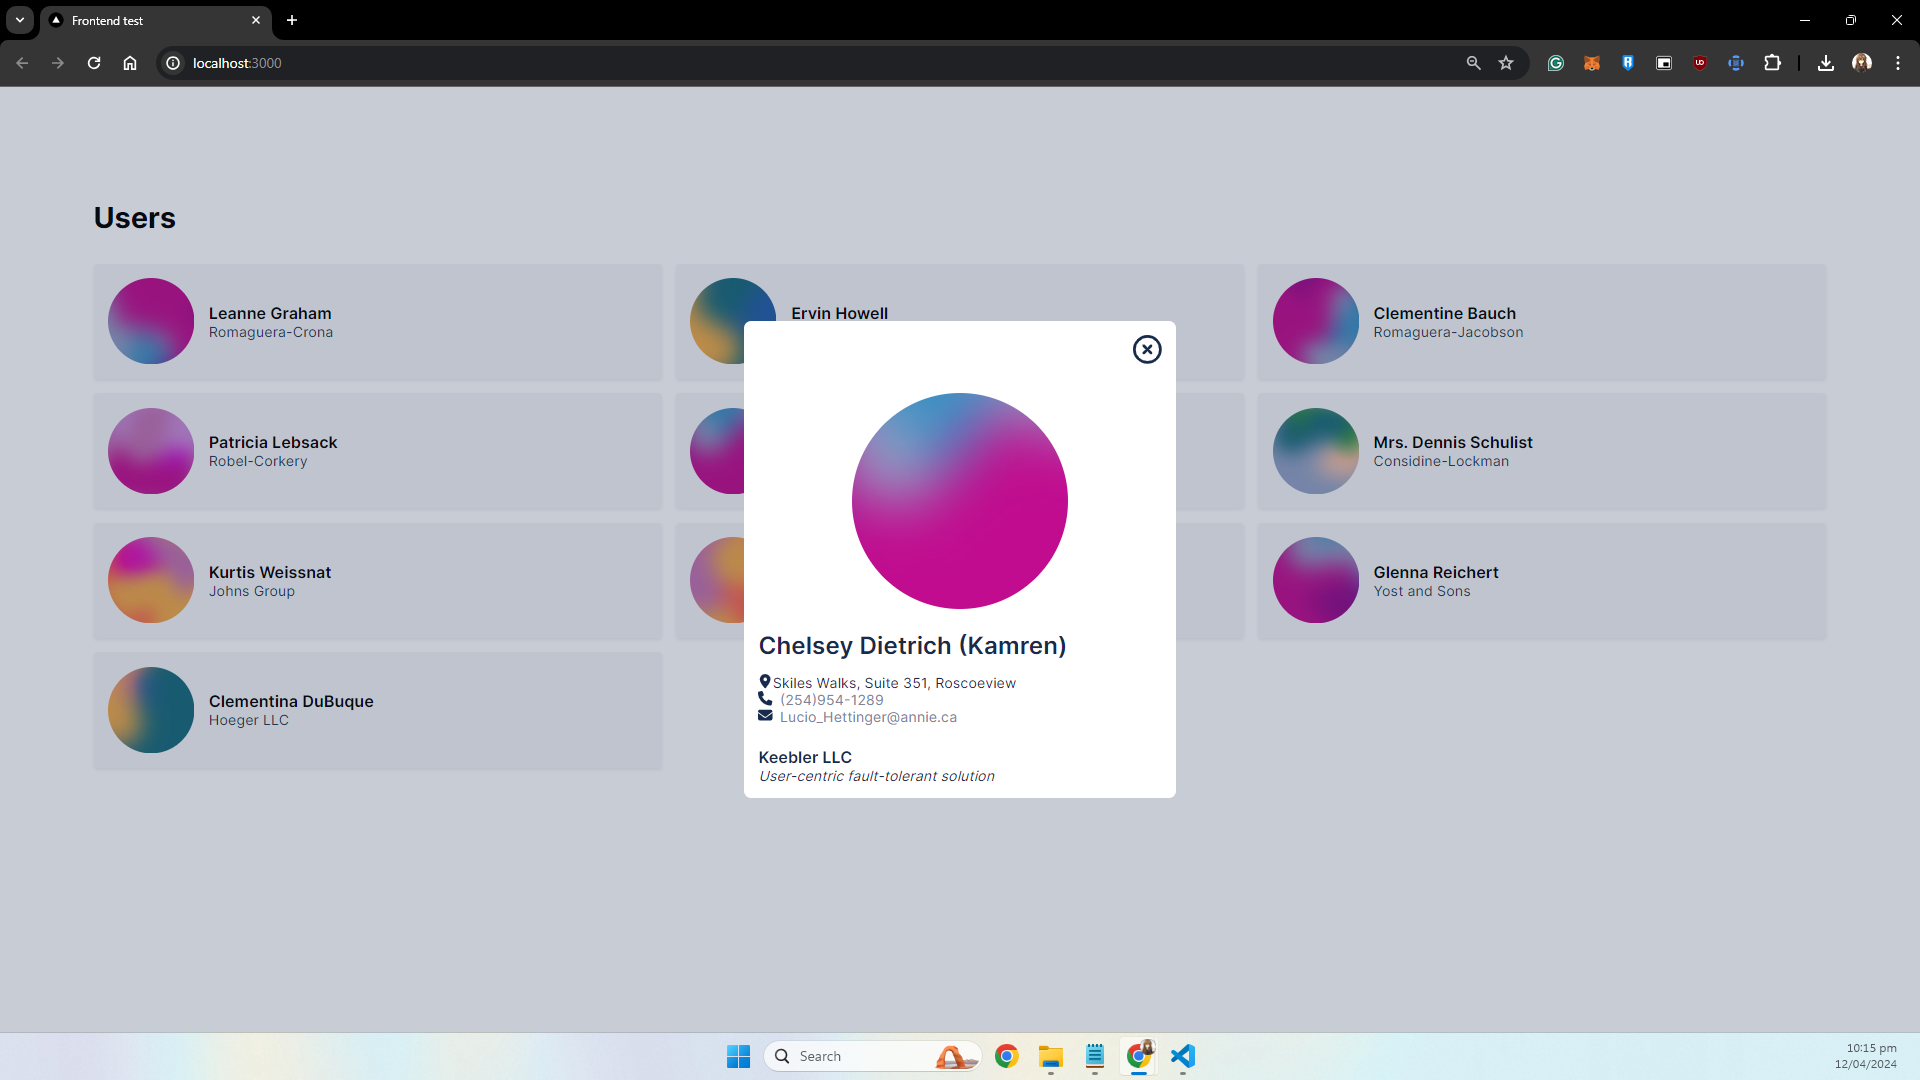 Frontend test
localhost:3000
Users
Leanne Graham
Romaguera-Crona
Ervin Howell
Clementine Bauch
Romaguera-Jacobson
Patricia Lebsack
Robel-Corkery
Mrs. Dennis Schulist
Considine-Lockman
Kurtis Weissnat
Johns Group
Glenna Reichert
Yost and Sons
Clementina DuBuque
Hoeger LLC
Chelsey Dietrich (Kamren)
Skiles Walks, Suite 351, Roscoeview
(254)954-1289
Lucio_Hettinger@annie.ca
Keebler LLC
User-centric fault-tolerant solution
Search
10:15 pm
12/04/2024